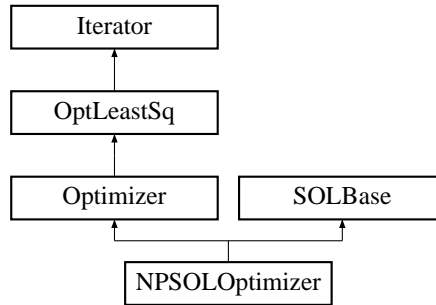 Iterator
OptLeastSq
Optimizer
SOLBase
NPSOLOptimizer